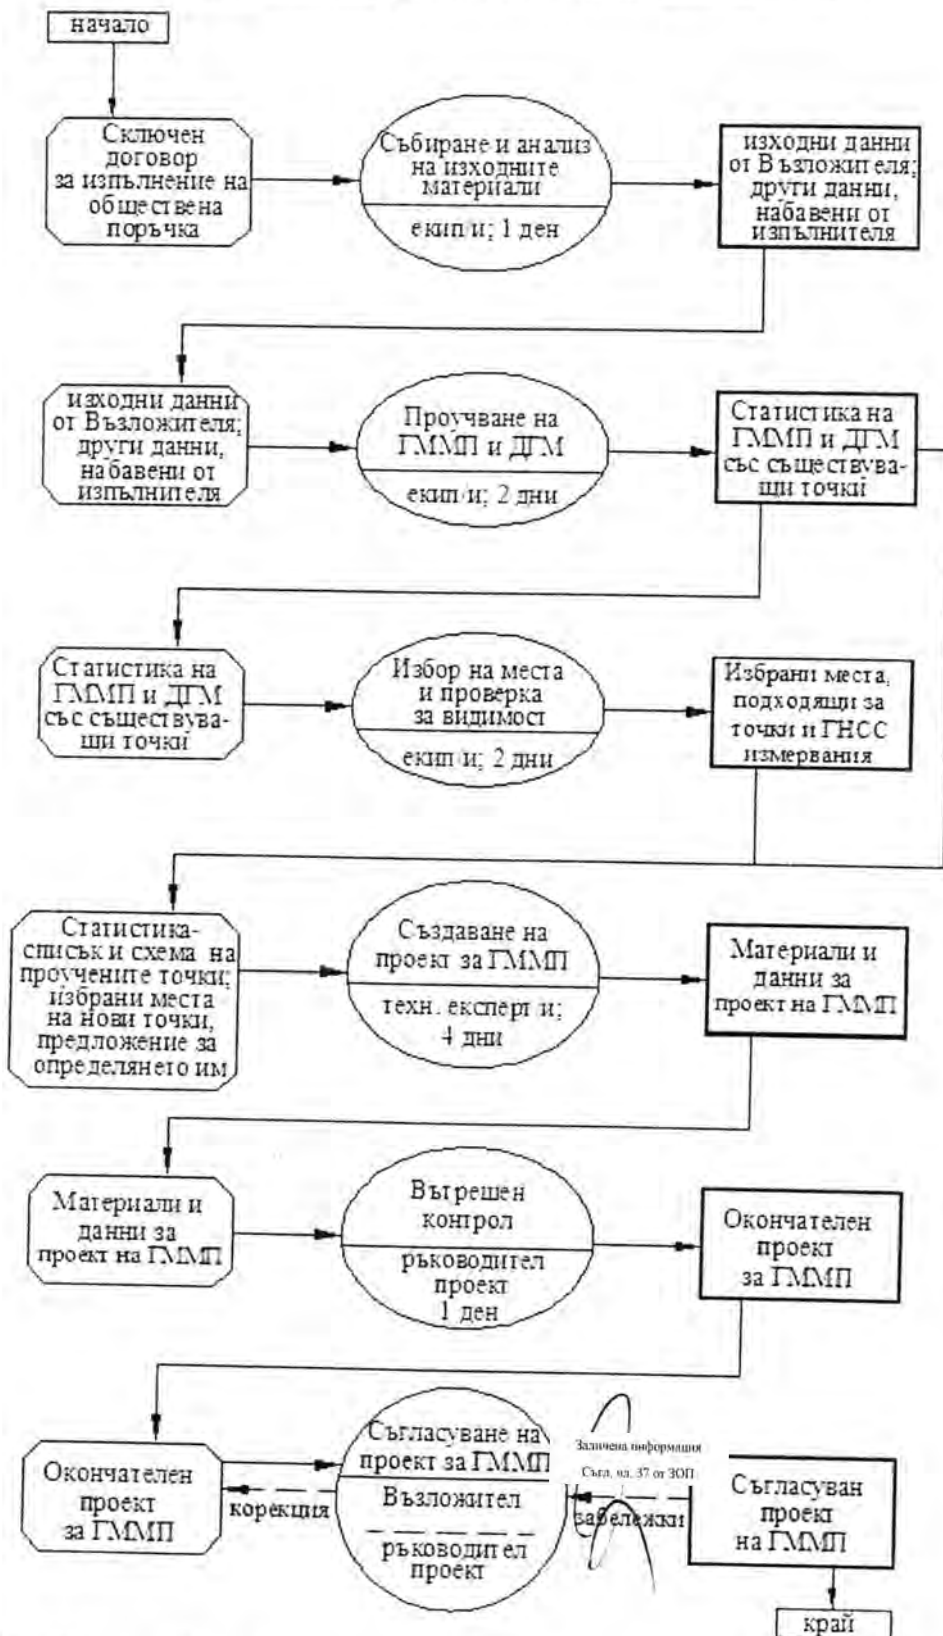 начало
Сключен
договор
за изпълнение на
обществена
поръчка
Събиране и анализ
на изходните
материали
екип/и; 1 ден
изходни данни
от Възложителя;
други данни,
набавени от
изпълнителя
изходни данни
от Възложителя;
други данни,
набавени от
изпълнителя
Проучване на
ГММП и ДГМ
екип/и; 2 дни
Статистика на
ГММП и ДГМ
със съществува-
щи точки
Статистика на
ГММП и ДГМ
със съществува-
щи точки
Избор на места
и проверка
за видимост
екип/и; 2 дни
Избрани места,
подходящи за
точки и ГНСС
измервания
Статистика-
списък и схема на
проучените точки;
избрани места
на нови точки,
предложение за
определянето им
Създаване на
проект за ГММП
техн. експерт/и;
4 дни
Материали и
данни за
проект на ГММП
Материали и
данни за
проект на ГММП
Вътрешен
контрол
ръководител
проект
1 ден
Окончателен
проект
за ГММП
Окончателен
проект
за ГММП
корекция
Съгласуване на
проект за ГММП
Възложител
ръководител
проект
Заличена информация
Съгл. чл. 37 от ЗОП
забележки
Съгласуван
проект
на ГММП
край